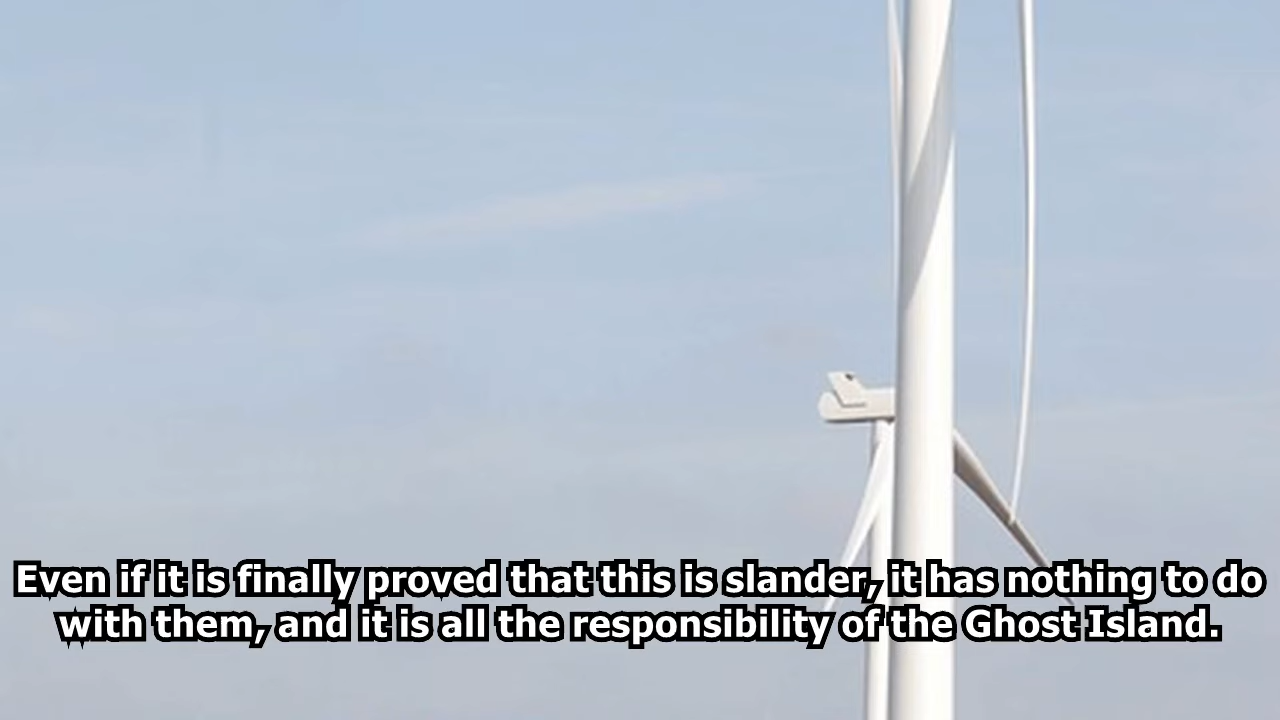 Even if it is finally proved that this is slander, it has nothing to do
with them, and it is all the responsibility of the Ghost Island.